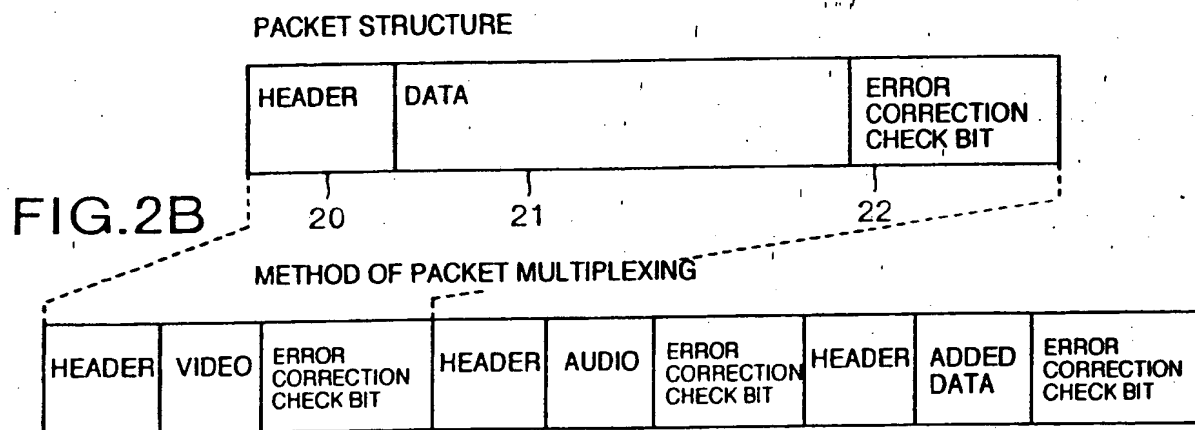 PACKET STRUCTURE
HEADER
DATA
ERROR
CORRECTION
CHECK BIT
FIG.2B
20
21
22
METHOD OF PACKET MULTIPLEXING
HEADER
VIDEO
ERROR
CORRECTION
CHECK BIT
HEADER
AUDIO
ERROR
CORRECTION
CHECK BIT
HEADER
ADDED
DATA
ERROR
CORRECTION
CHECK BIT